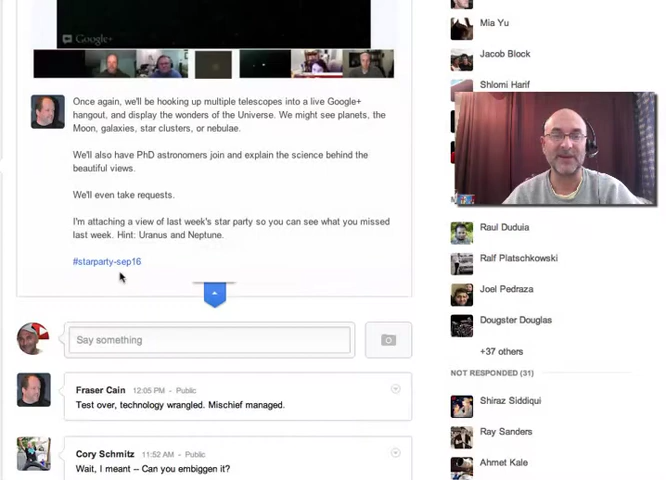 Google+
Once again, we'll be hooking up multiple telescopes into a live Google+
hangout, and display the wonders of the Universe. We might see planets, the
Moon, galaxies, star clusters, or nebulae.
We'll also have PhD astronomers join and explain the science behind the
beautiful views.
We'll even take requests.
I'm attaching a view of last week's star party so you can see what you missed
last week. Hint: Uranus and Neptune.
#starparty-sep16
Say something
Fraser Cain 12:05 PM - Public
Test over, technology wrangled. Mischief managed.
Cory Schmitz 11:52 AM - Public
Wait, I meant -- Can you embiggen it?
Mia Yu
Jacob Block
Shlomi Harif
Raul Duduia
Ralf Platschkowski
Joel Pedraza
Dougster Douglas
+37 others
NOT RESPONDED (31)
Shiraz Siddiqui
Ray Sanders
Ahmet Kale